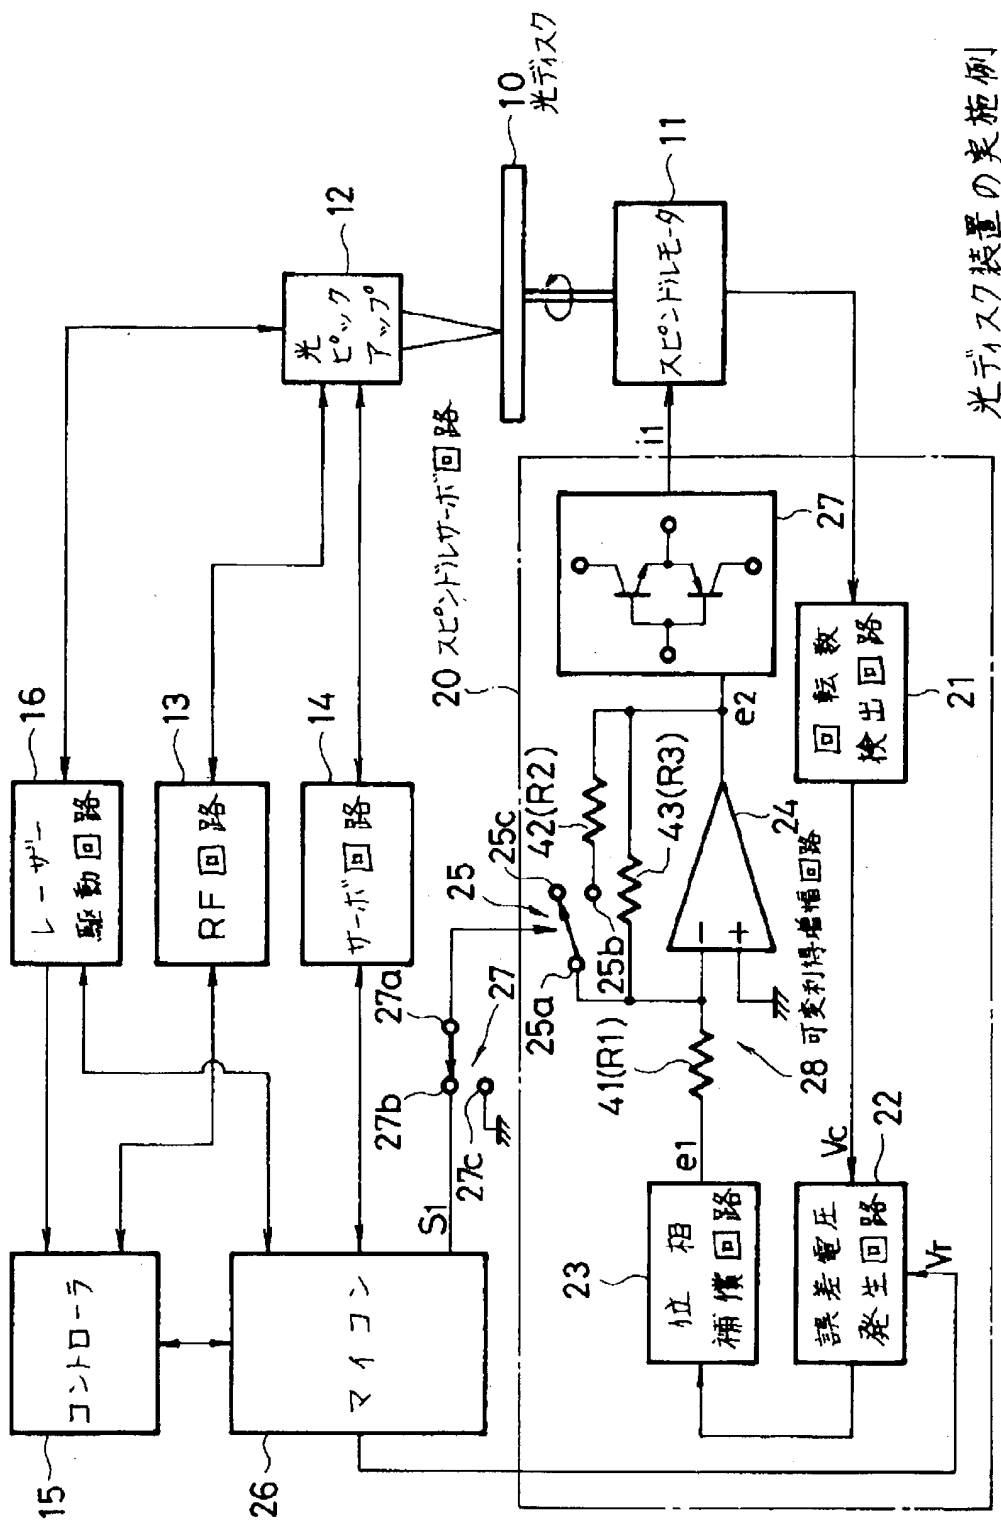 15
コントローラ
26
マイコン
16
レーザー
駆動回路
13
RF回路
14
サーボ回路
12
光
ピック
アップ
10
光ディスク
11
スピンドルモータ
S1
27b
27a
27c
27
20 スピンドルサーボ回路
25
25a
25b
25c
42(R2)
43(R3)
41(R1)
23
位相
補償回路
e1
24
28 可変利得増幅回路
e2
27
i1
22
誤差電圧
発生回路
Vr
Vc
21
回転数
検出回路
光ディスク装置の実施例